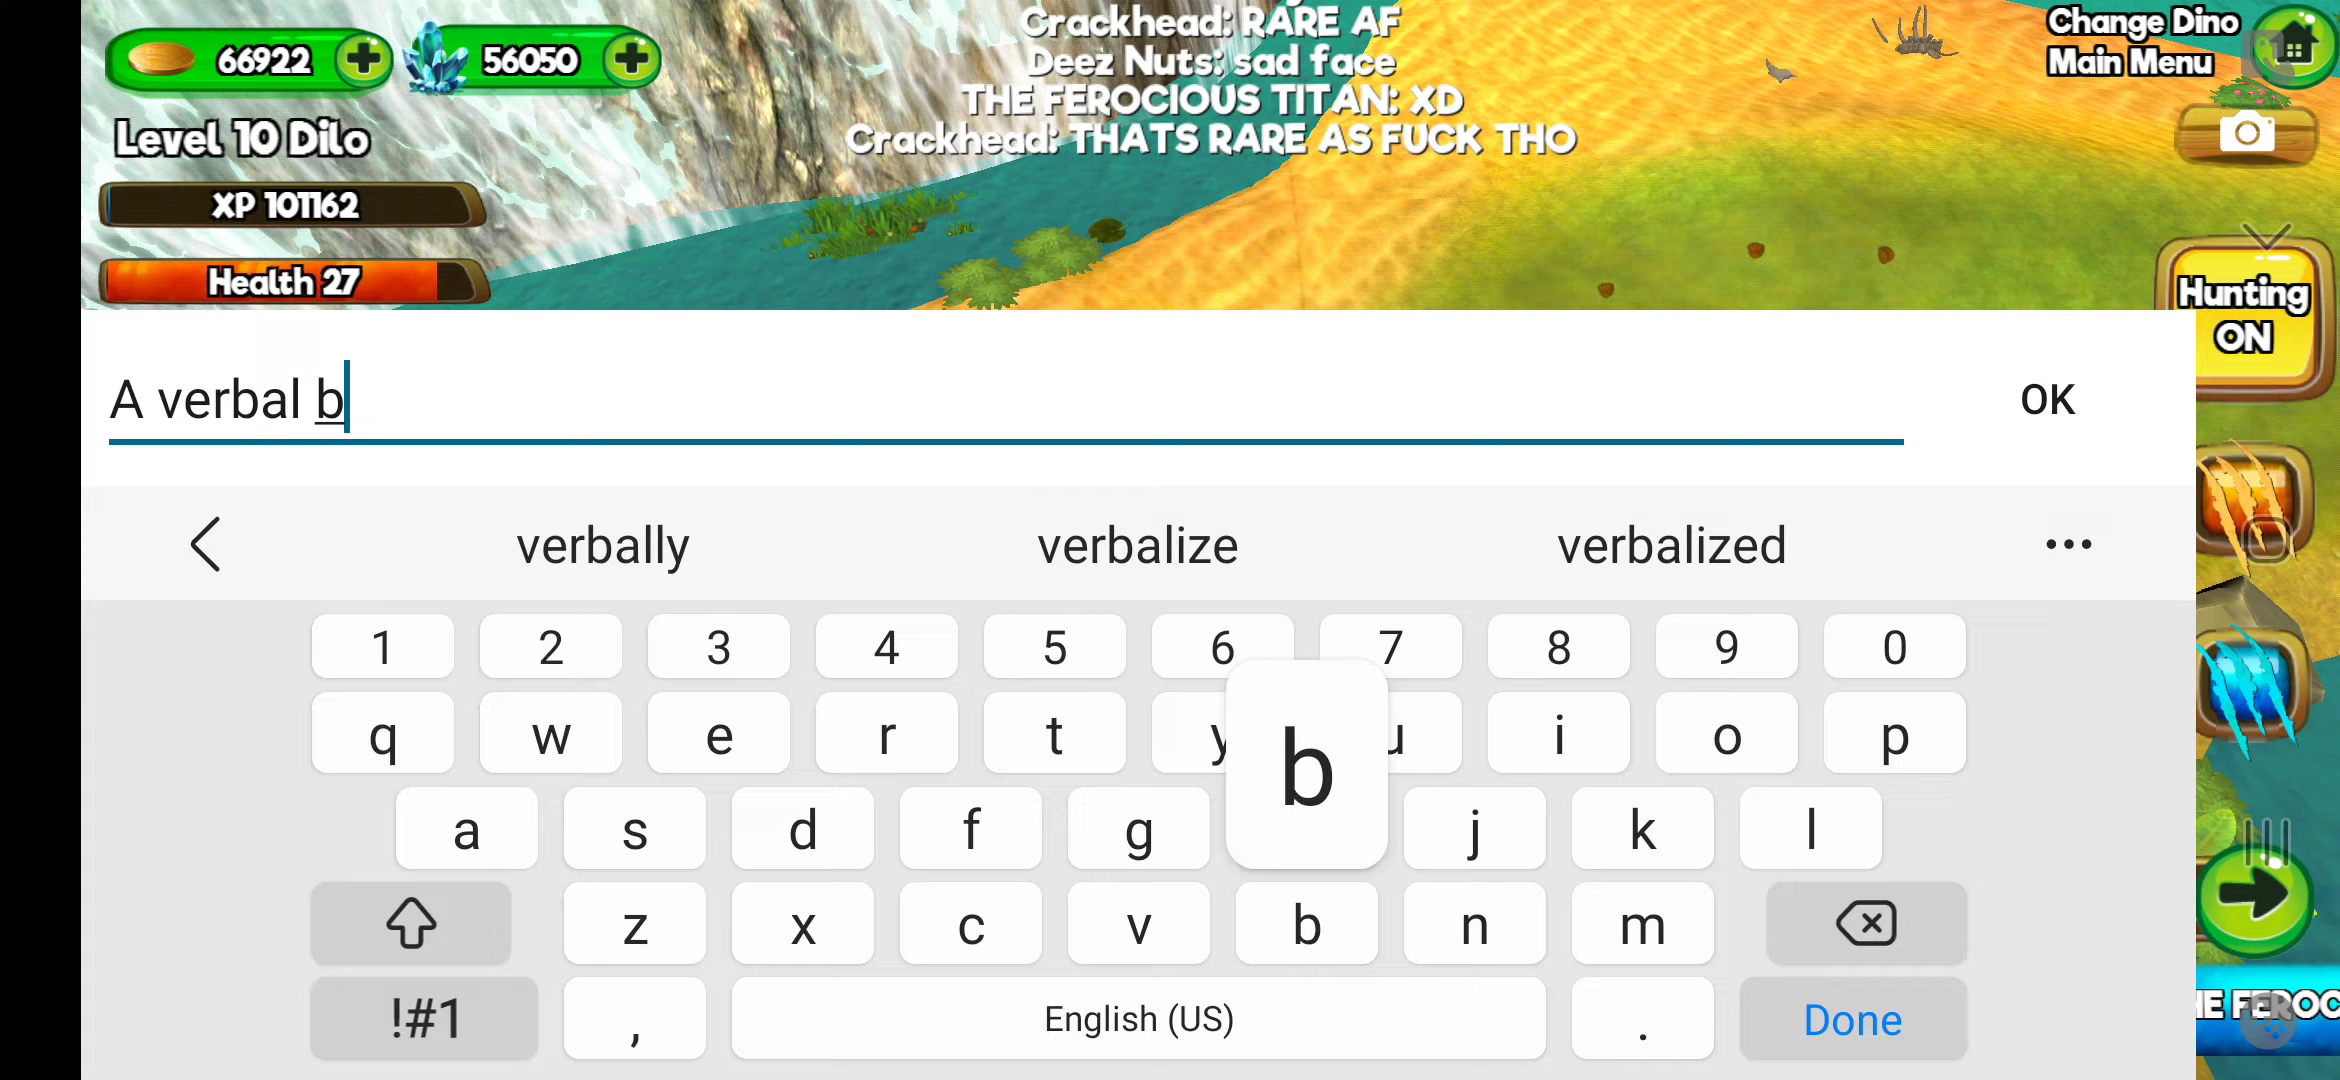 66922
56050
Level 10 Dilo
XP 101162
Health 27
Crackhead: RARE AF
Deez Nuts: sad face
THE FEROCIOUS TITAN: XD
Crackhead: THATS RARE AS FUCK THO
Change Dino
Main Menu
Hunting
ON
A verbal b
OK
verbally verbalize verbalized
1 2 3 4 5 6 7 8 9 0
q w e r t y u i o p
b
a s d f g j k l
z x c v b n m
!#1 , English (US) . Done
HE FEROC